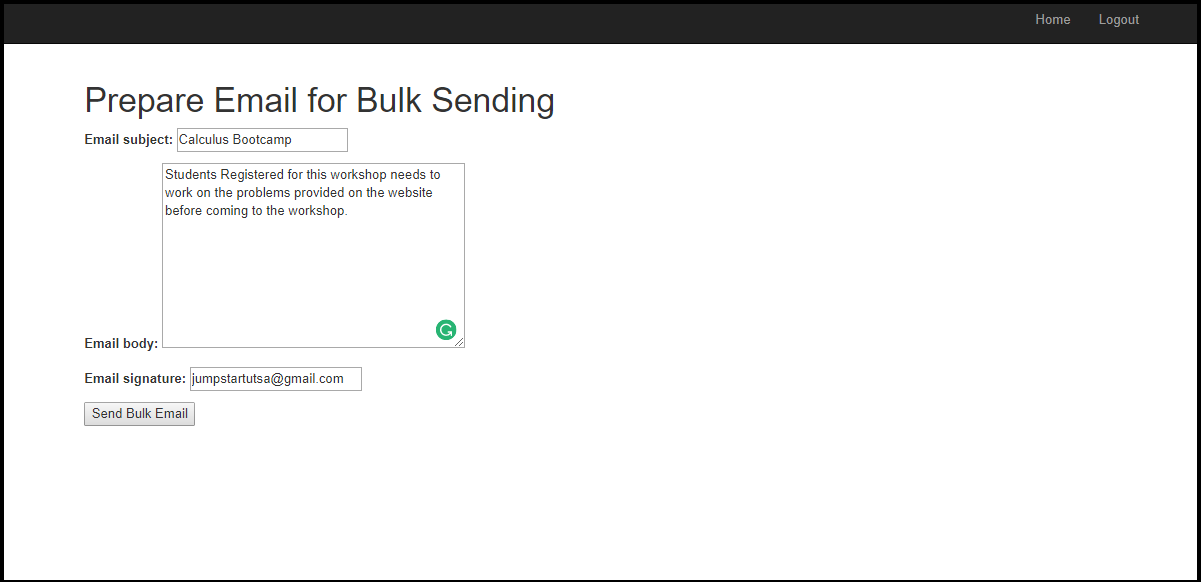 Home Logout
Prepare Email for Bulk Sending
Email subject: Calculus Bootcamp
Students Registered for this workshop needs to
work on the problems provided on the website
before coming to the workshop.
Email body:
Email signature: jumpstartutsa@gmail.com
Send Bulk Email